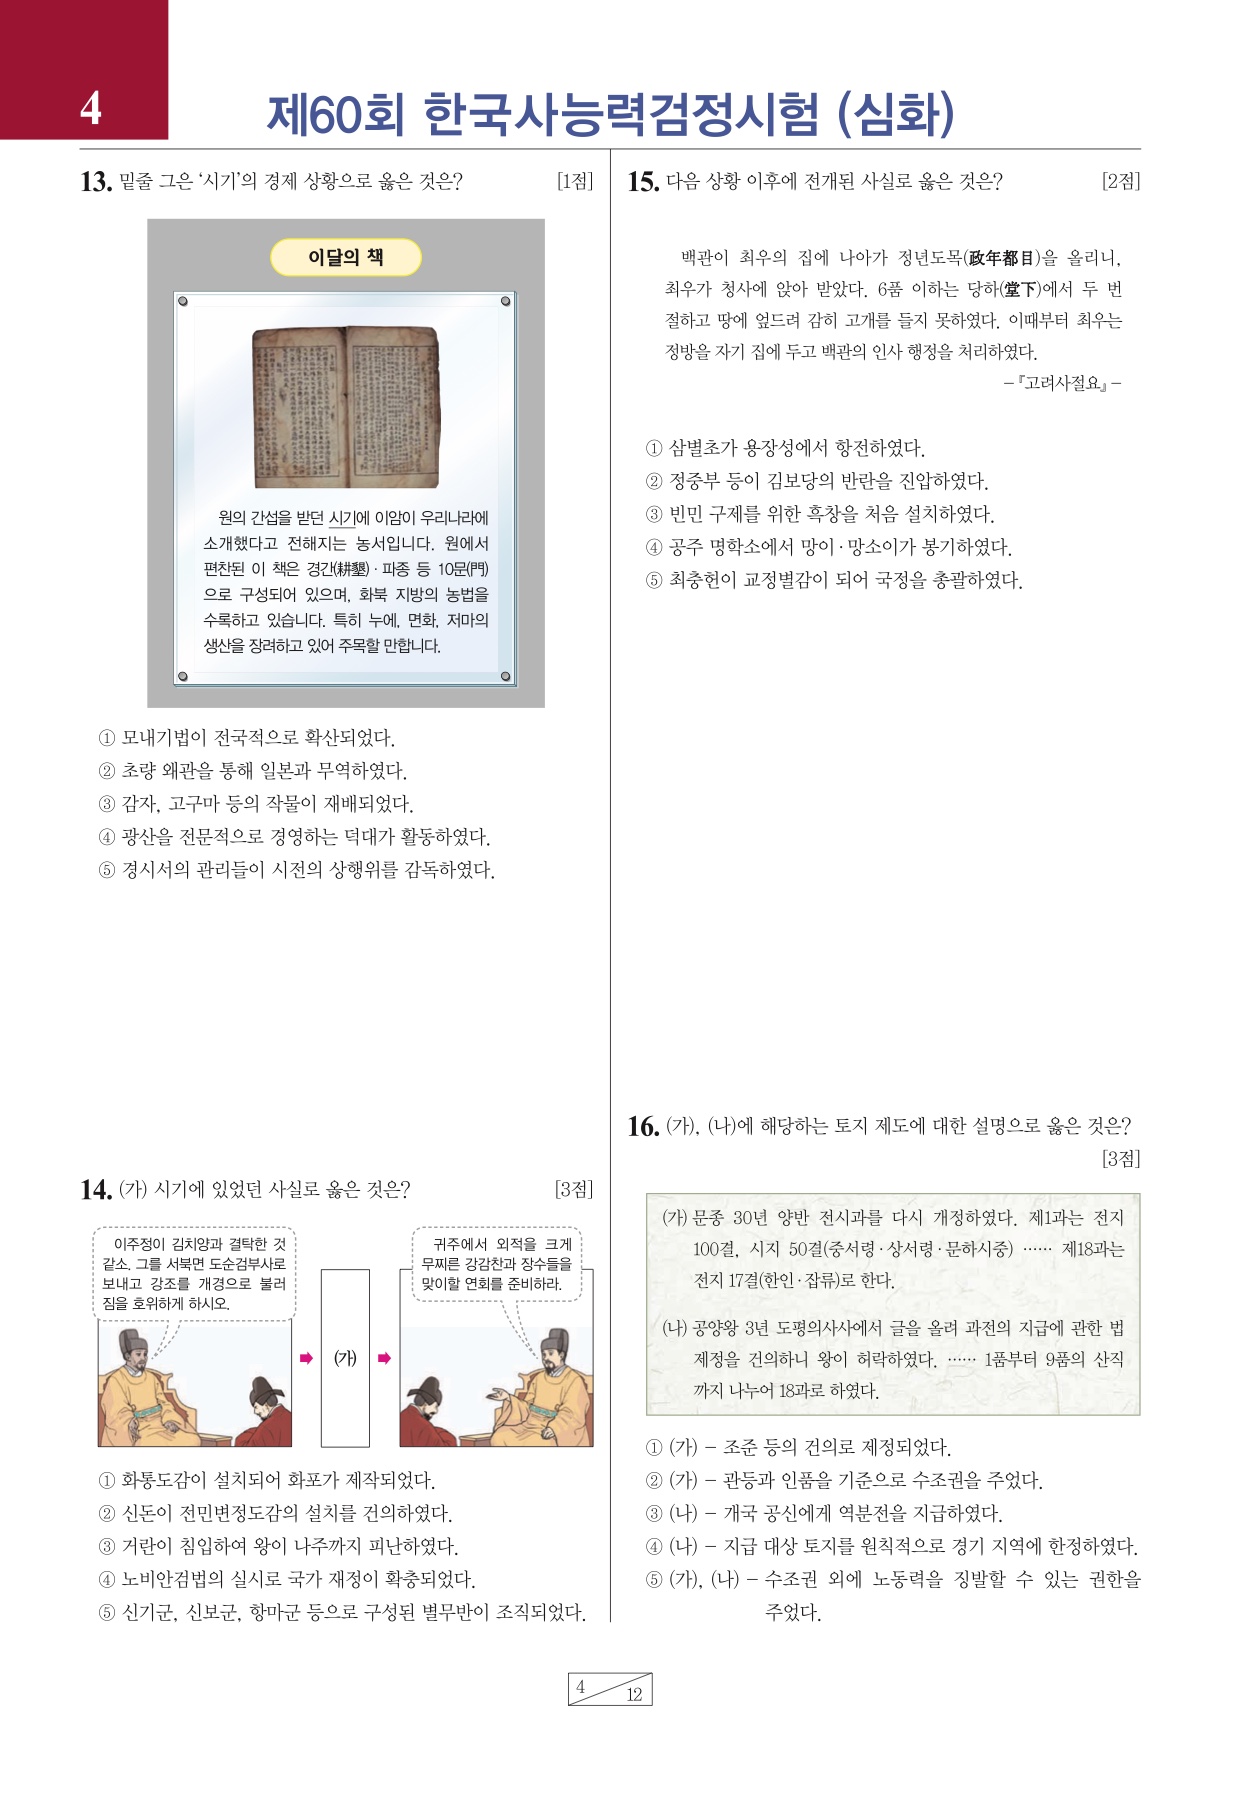 4
제60회 한국사능력검정시험 (심화)
13. 밑줄 그은 ‘시기’의 경제 상황으로 옳은 것은? [1점]
이달의 책
원의 간섭을 받던 시기에 이암이 우리나라에
소개했다고 전해지는 농서입니다. 원에서
편찬된 이 책은 경간(耕墾) · 파종 등 10문(門)
으로 구성되어 있으며, 화북 지방의 농법을
수록하고 있습니다. 특히 누에, 면화, 저마의
생산을 장려하고 있어 주목할 만합니다.
① 모내기법이 전국적으로 확산되었다.
② 초량 왜관을 통해 일본과 무역하였다.
③ 감자, 고구마 등의 작물이 재배되었다.
④ 광산을 전문적으로 경영하는 덕대가 활동하였다.
⑤ 경시서의 관리들이 시전의 상행위를 감독하였다.
14. (가) 시기에 있었던 사실로 옳은 것은? [3점]
이주정이 김치양과 결탁한 것
같소. 그를 서북면 도순검부사로
보내고 강조를 개경으로 불러
짐을 호위하게 하시오.
(가)
귀주에서 외적을 크게
무찌른 강감찬과 장수들을
맞이할 연회를 준비하라.
① 화통도감이 설치되어 화포가 제작되었다.
② 신돈이 전민변정도감의 설치를 건의하였다.
③ 거란이 침입하여 왕이 나주까지 피난하였다.
④ 노비안검법의 실시로 국가 재정이 확충되었다.
⑤ 신기군, 신보군, 항마군 등으로 구성된 별무반이 조직되었다.
15. 다음 상황 이후에 전개된 사실로 옳은 것은? [2점]
백관이 최우의 집에 나아가 정년도목(政年都目)을 올리니,
최우가 청사에 앉아 받았다. 6품 이하는 당하(堂下)에서 두 번
절하고 땅에 엎드려 감히 고개를 들지 못하였다. 이때부터 최우는
정방을 자기 집에 두고 백관의 인사 행정을 처리하였다.
－『고려사절요』－
① 삼별초가 용장성에서 항전하였다.
② 정중부 등이 김보당의 반란을 진압하였다.
③ 빈민 구제를 위한 흑창을 처음 설치하였다.
④ 공주 명학소에서 망이 · 망소이가 봉기하였다.
⑤ 최충헌이 교정별감이 되어 국정을 총괄하였다.
16. (가), (나)에 해당하는 토지 제도에 대한 설명으로 옳은 것은?
[3점]
(가) 문종 30년 양반 전시과를 다시 개정하였다. 제1과는 전지
100결, 시지 50결(중서령 · 상서령 · 문하시중) …… 제18과는
전지 17결(한인 · 잡류)로 한다.
(나) 공양왕 3년 도평의사사에서 글을 올려 과전의 지급에 관한 법
제정을 건의하니 왕이 허락하였다. …… 1품부터 9품의 산직
까지 나누어 18과로 하였다.
① (가) － 조준 등의 건의로 제정되었다.
② (가) － 관등과 인품을 기준으로 수조권을 주었다.
③ (나) － 개국 공신에게 역분전을 지급하였다.
④ (나) － 지급 대상 토지를 원칙적으로 경기 지역에 한정하였다.
⑤ (가), (나) － 수조권 외에 노동력을 징발할 수 있는 권한을
주었다.
4
12